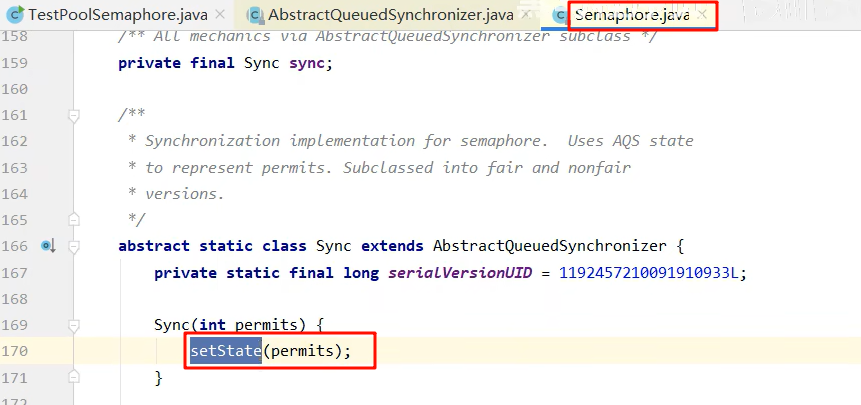 TestPoolSemaphore.java AbstractQueuedSynchronizer.java Semaphore.java
158 /** All mechanics via AbstractQueuedSynchronizer subclass */
159 private final Sync sync;
160
161 /**
162 * Synchronization implementation for semaphore.  Uses AQS state
163 * to represent permits. Subclassed into fair and nonfair
164 * versions.
165 */
166 abstract static class Sync extends AbstractQueuedSynchronizer {
167 private static final long serialVersionUID = 1192457210091910933L;
168
169 Sync(int permits) {
170 setState(permits);
171 }
172